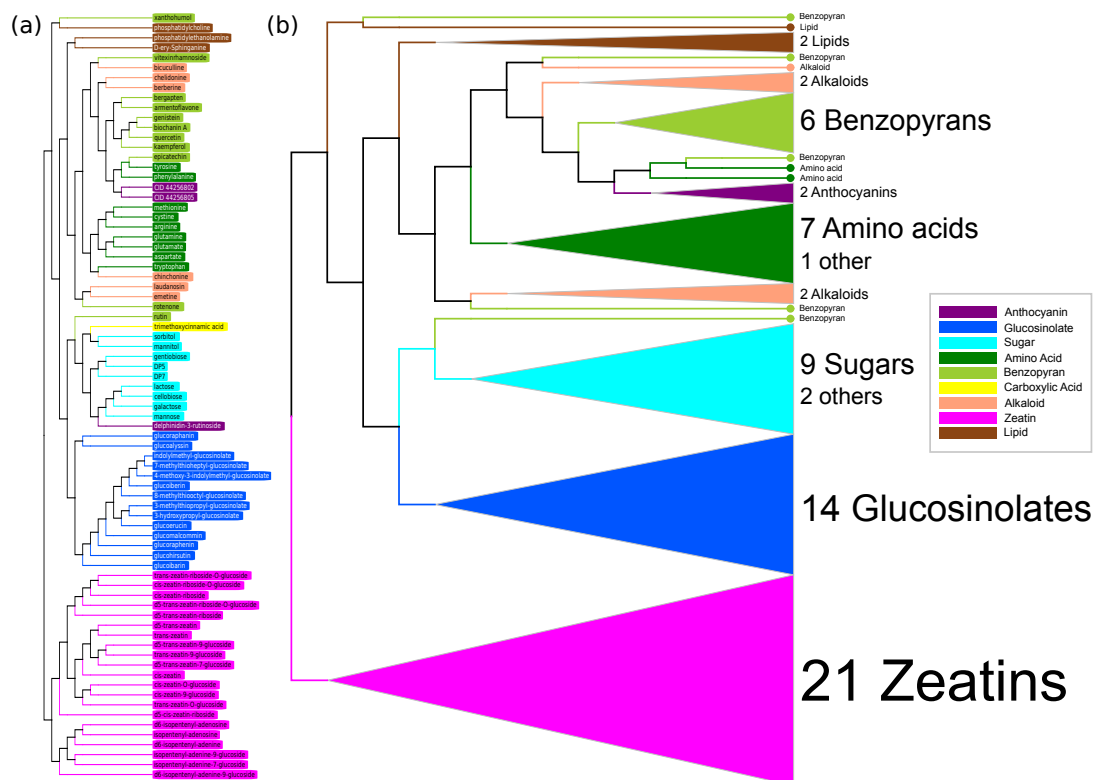 (a)
xanthohumol
phosphatidylcholine
phosphatidylethanolamine
D-ery-Sphinganine
vitexinrhamnoside
bicuculline
chelidonine
berberine
bergapten
armentoflavone
genistein
biochanin A
quercetin
kaempferol
epicatechin
tyrosine
phenylalanine
CID 44256802
CID 44256805
methionine
cystine
arginine
glutamine
glutamate
aspartate
tryptophan
chinchonine
laudanosin
emetine
rotenone
rutin
trimethoxycinnamic acid
sorbitol
mannitol
gentiobiose
DP5
DP7
lactose
cellobiose
galactose
mannose
delphinidin-3-rutinoside
glucoraphanin
glucoalyssin
indolylmethyl-glucosinolate
7-methylthioheptyl-glucosinolate
4-methoxy-3-indolylmethyl-glucosinolate
glucoiberin
8-methylthiooctyl-glucosinolate
3-methylthiopropyl-glucosinolate
3-hydroxypropyl-glucosinolate
glucoerucin
glucomalcommin
glucoraphenin
glucohirsutin
glucoibarin
trans-zeatin-riboside-O-glucoside
cis-zeatin-riboside-O-glucoside
cis-zeatin-riboside
d5-trans-zeatin-riboside-O-glucoside
d5-trans-zeatin-riboside
d5-trans-zeatin
trans-zeatin
d5-trans-zeatin-9-glucoside
trans-zeatin-9-glucoside
d5-trans-zeatin-7-glucoside
cis-zeatin
cis-zeatin-O-glucoside
cis-zeatin-9-glucoside
trans-zeatin-O-glucoside
d5-cis-zeatin-riboside
d6-isopentenyl-adenosine
isopentenyl-adenosine
d6-isopentenyl-adenine
isopentenyl-adenine-9-glucoside
isopentenyl-adenine-7-glucoside
d6-isopentenyl-adenine-9-glucoside
(b)
Benzopyran
Lipid
2 Lipids
Benzopyran
Alkaloid
2 Alkaloids
6 Benzopyrans
Benzopyran
Amino acid
Amino acid
2 Anthocyanins
7 Amino acids
1 other
2 Alkaloids
Benzopyran
Benzopyran
9 Sugars
2 others
14 Glucosinolates
21 Zeatins
Anthocyanin
Glucosinolate
Sugar
Amino Acid
Benzopyran
Carboxylic Acid
Alkaloid
Zeatin
Lipid